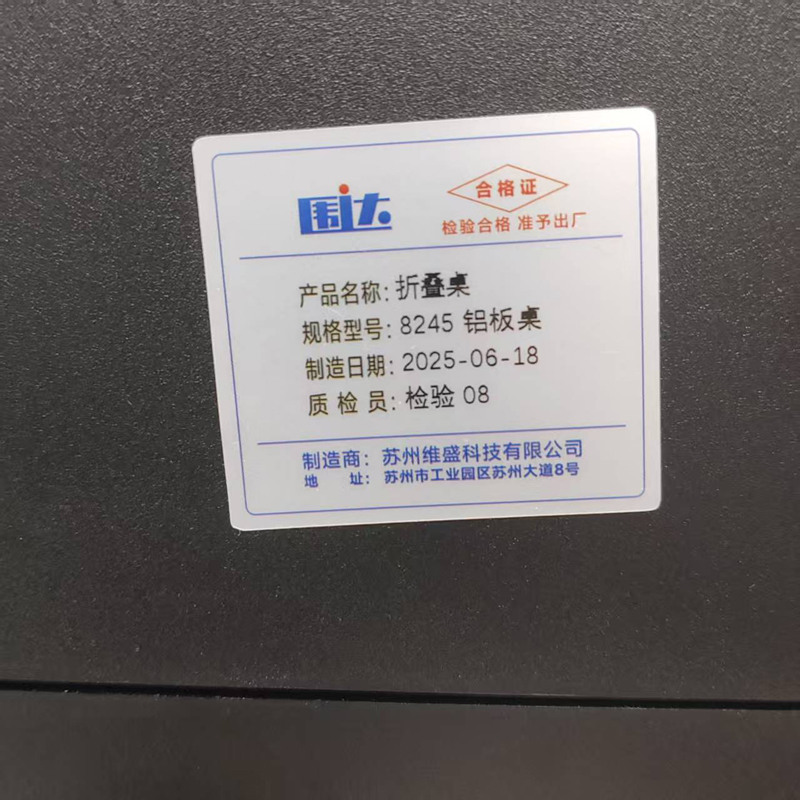 围达
合格证
检验合格 准予出厂
产品名称: 折叠桌
规格型号: 8245 铝板桌
制造日期: 2025-06-18
质 检 员: 检验 08
制造商: 苏州维盛科技有限公司
地 址: 苏州市工业园区苏州大道8号